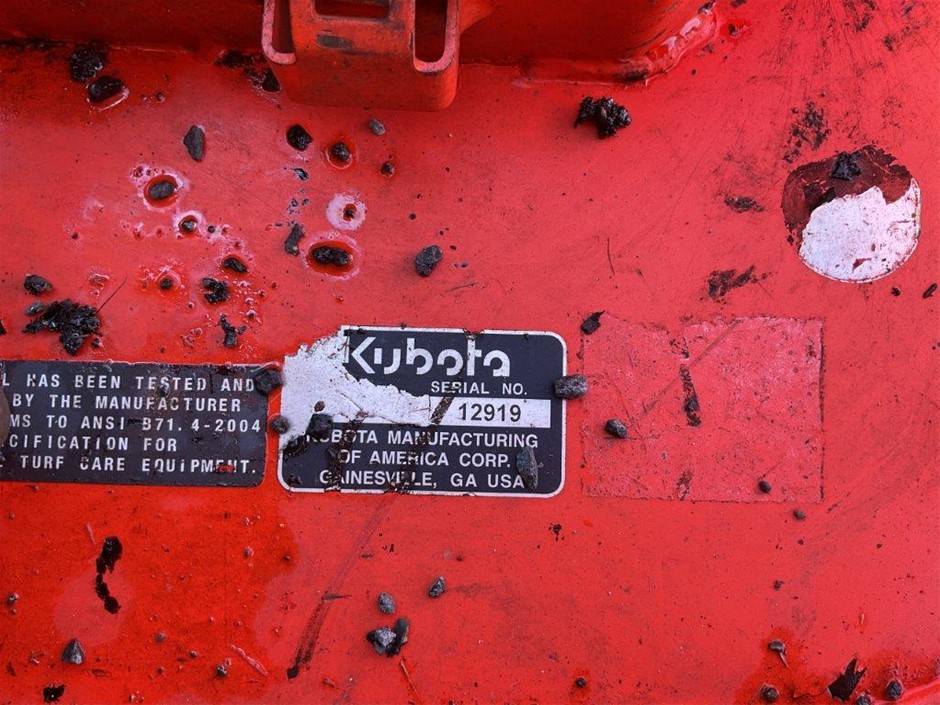 L HAS BEEN TESTED AND
BY THE MANUFACTURER
MS TO ANSI B71.4-2004
CIFICATION FOR
TURF CARE EQUIPMENT.
Kubota
SERIAL NO.
12919
KUBOTA MANUFACTURING
OF AMERICA CORP.
GAINESVILLE, GA USA